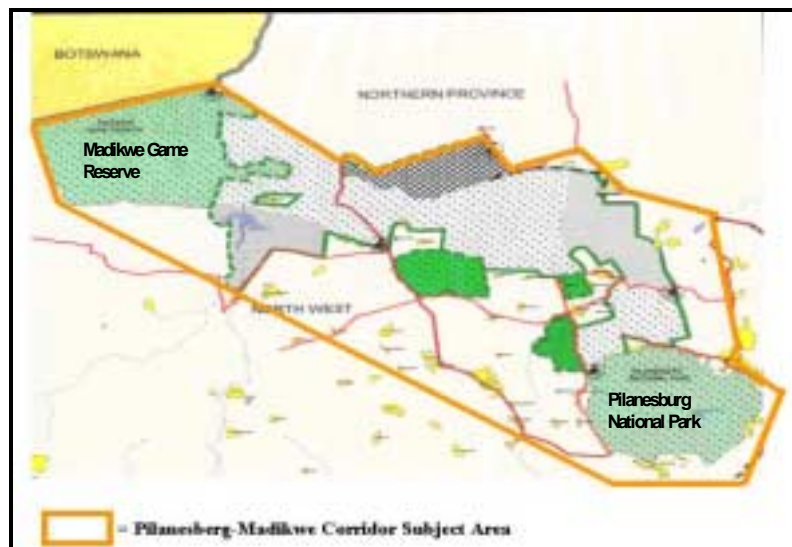 BOTSWANA
NORTHERN PROVINCE
Madikwe Game
Reserve
NORTH WEST
Pilanesburg
National Park
= Pilanesberg-Madikwe Corridor Subject Area